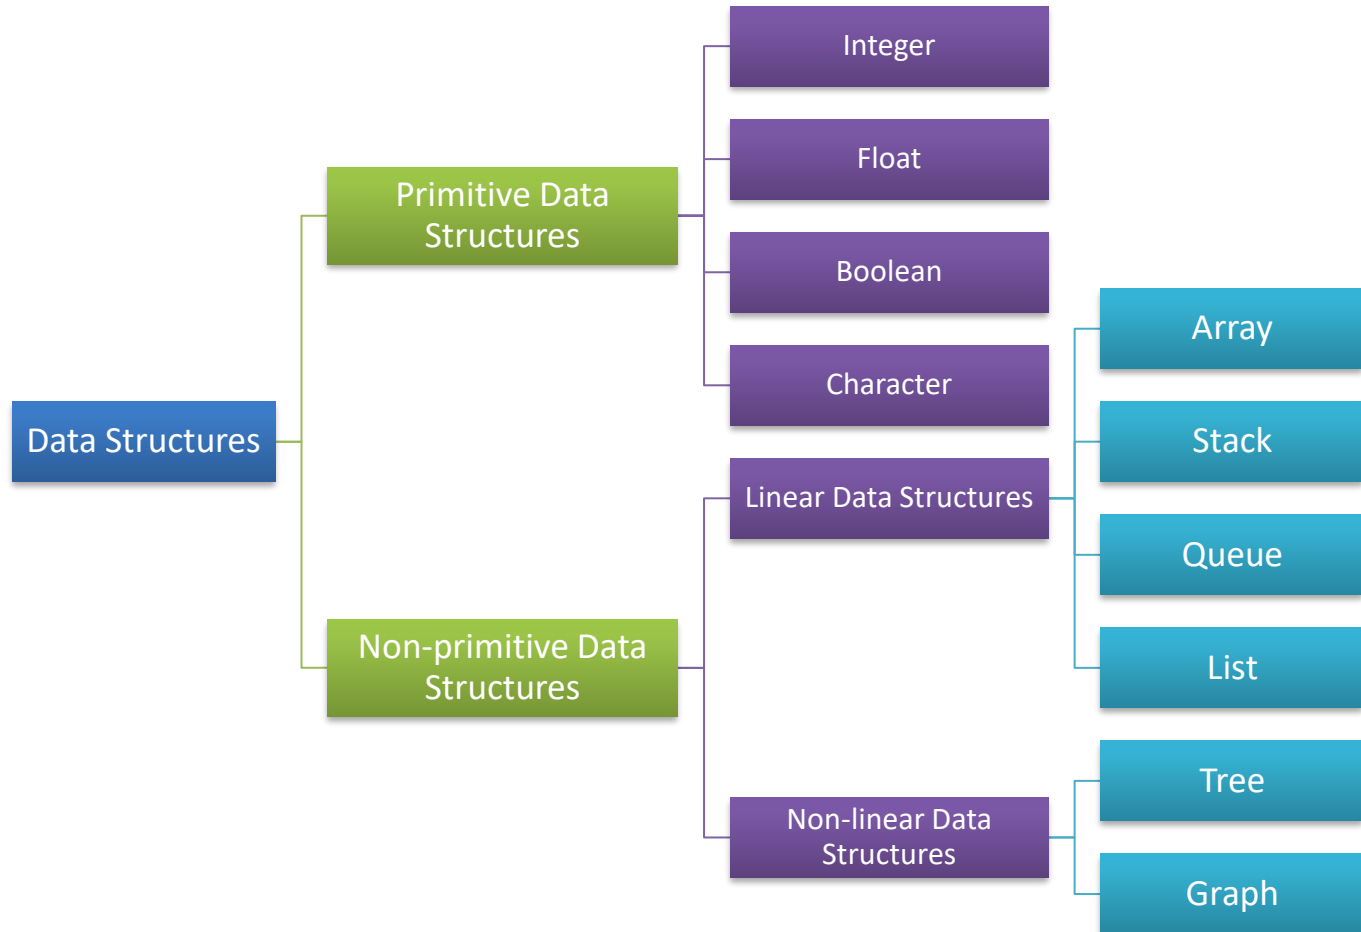 Data Structures
Primitive Data
Structures
Integer
Float
Boolean
Character
Non-primitive Data
Structures
Linear Data Structures
Array
Stack
Queue
List
Non-linear Data
Structures
Tree
Graph